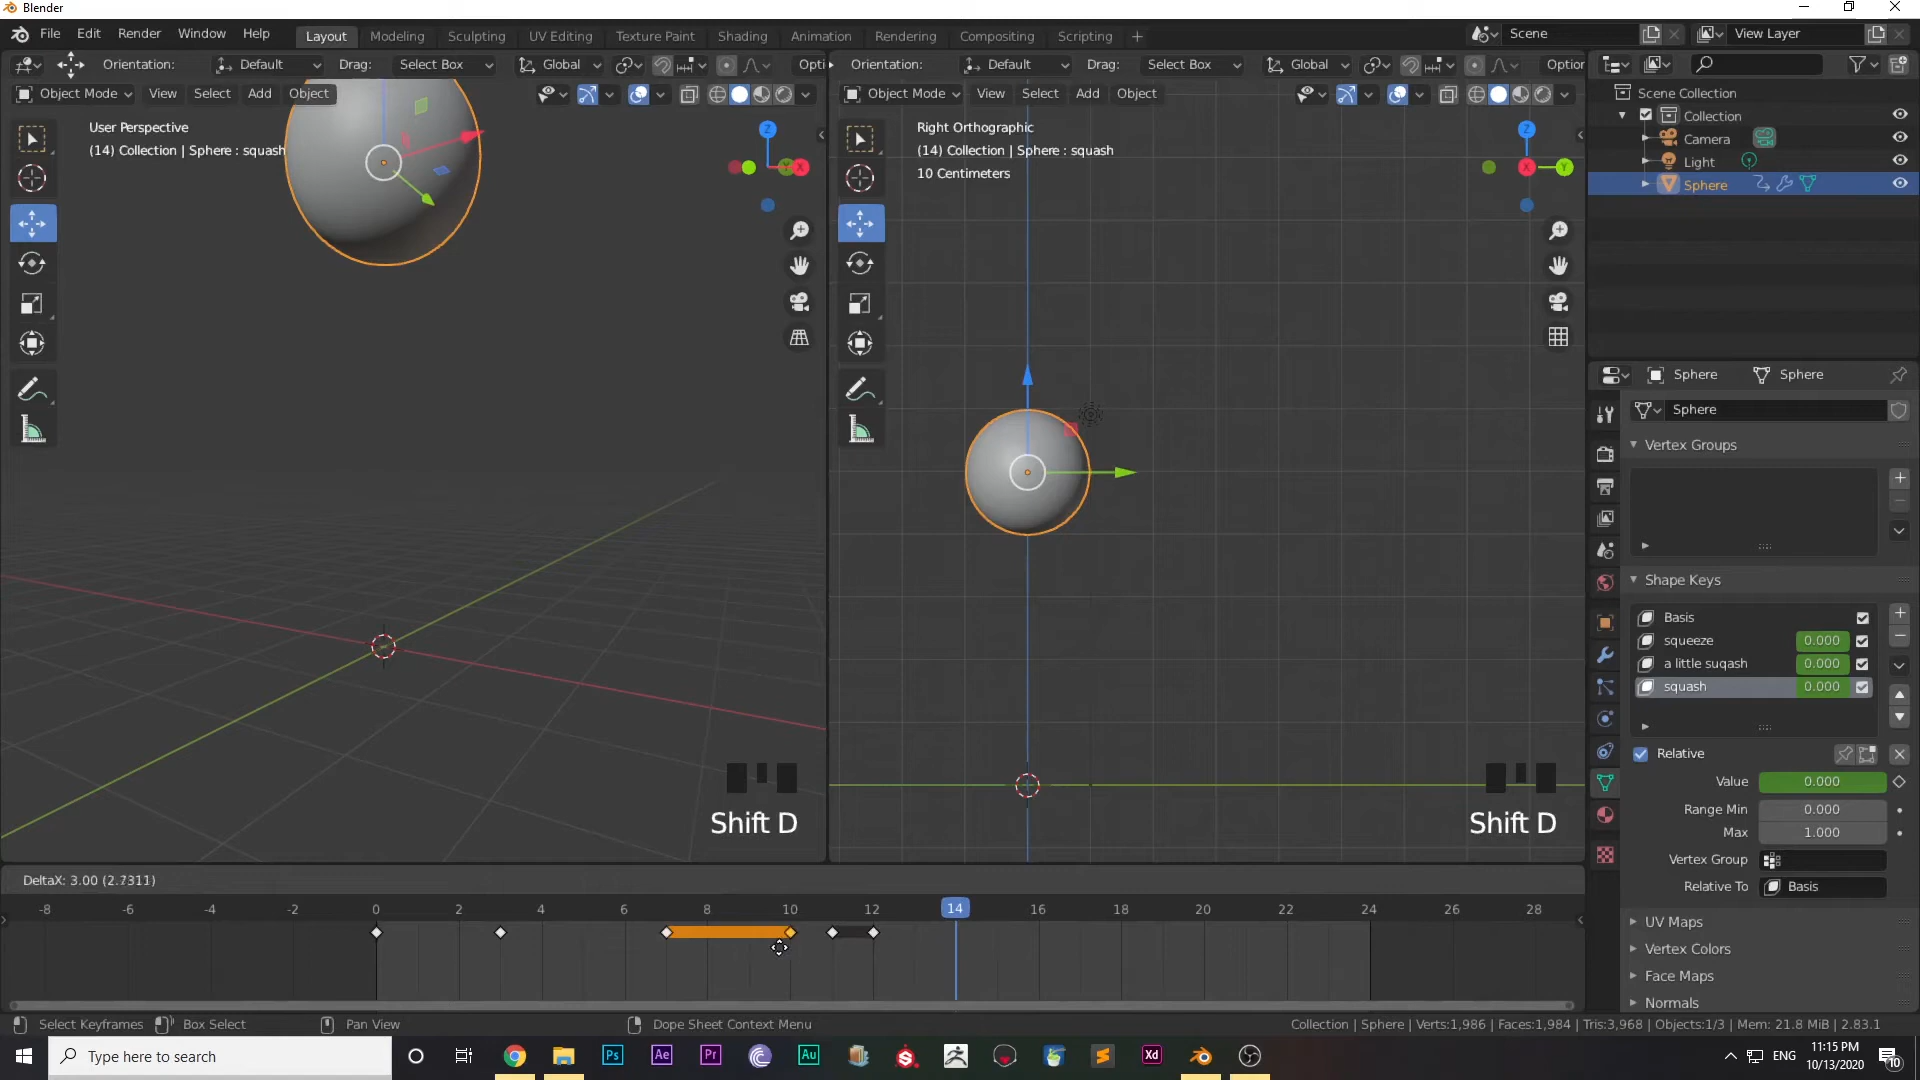 Blender
File Edit Render Window Help Layout Modeling Sculpting UV Editing Texture Paint Shading Animation Rendering Compositing Scripting + Scene View Layer
Orientation: Default Drag: Select Box Global Opti Orientation: Default Drag: Select Box Global Option
Object Mode View Select Add Object Object Mode View Select Add Object
User Perspective
(14) Collection | Sphere : squash
Z
Y
X
Right Orthographic
(14) Collection | Sphere : squash
10 Centimeters
Z
X
Y
Shift D
Shift D
Scene Collection
Collection
Camera
Light
Sphere
Sphere Sphere
Sphere
Vertex Groups
Shape Keys
Basis
squeeze 0.000
a little suqash 0.000
squash 0.000
Relative
Value 0.000
Range Min 0.000
Max 1.000
Vertex Group
Relative To Basis
UV Maps
Vertex Colors
Face Maps
Normals
DeltaX: 3.00 (2.7311)
-8 -6 -4 -2 0 2 4 6 8 10 12 14 16 18 20 22 24 26 28
Select Keyframes Box Select Pan View Dope Sheet Context Menu Collection | Sphere | Verts:1,986 | Faces:1,984 | Tris:3,968 | Objects:1/3 | Mem: 21.8 MiB | 2.83.1
Type here to search Ps Ae Pr Au Xd ENG 11:15 PM
10/13/2020 10